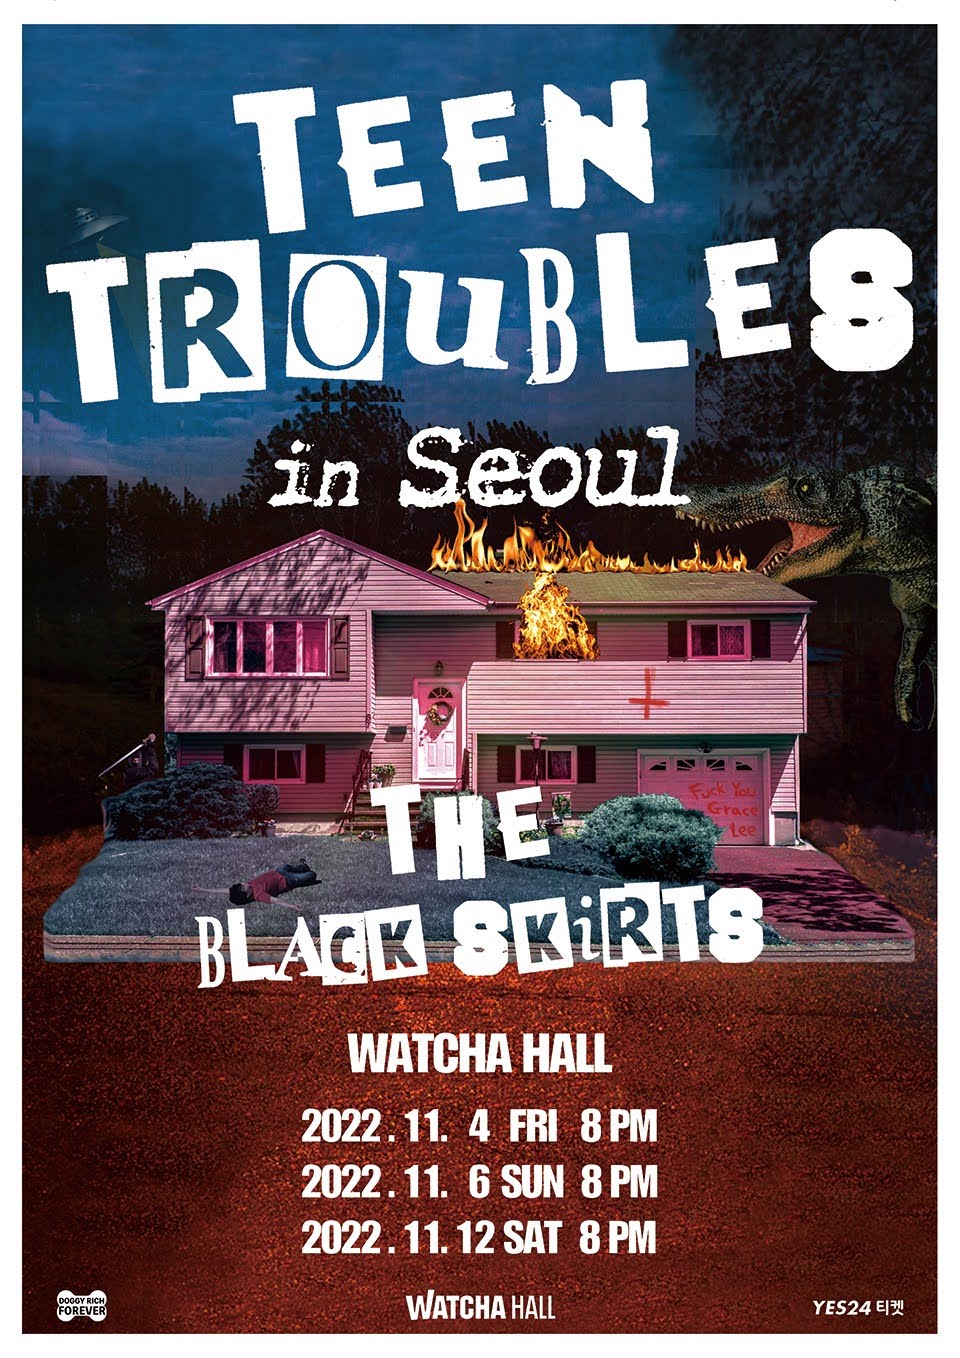 TEEN
TROuBLES
in Seoul
Fuck You
Grace
Lee
THE
BLACK SKiRTS
WATCHA HALL
2022 . 11. 4 FRI 8 PM
2022 . 11. 6 SUN 8 PM
2022 . 11. 12 SAT 8 PM
DOGGY RICH
FOREVER
WATCHA HALL
YES24 티켓